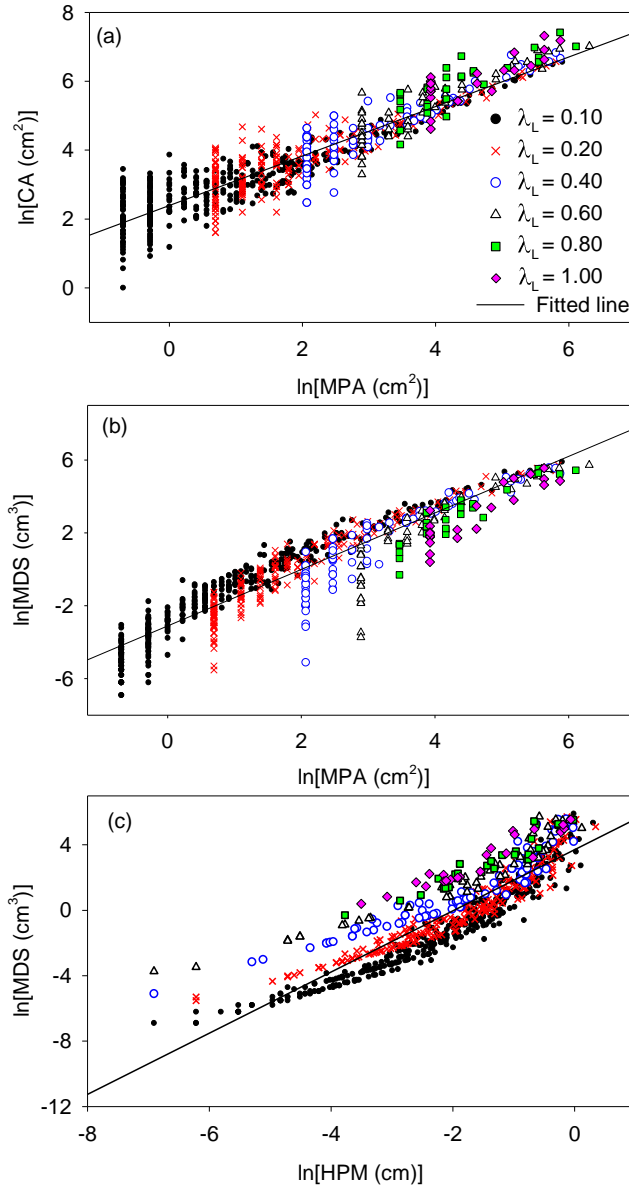 (a)
ln[CA (cm²)]
8
6
4
2
0
λL = 0.10
λL = 0.20
λL = 0.40
λL = 0.60
λL = 0.80
λL = 1.00
Fitted line
0 2 4 6
ln[MPA (cm²)]
(b)
ln[MDS (cm³)]
6
2
-2
-6
0 2 4 6
ln[MPA (cm²)]
(c)
ln[MDS (cm³)]
4
0
-4
-8
-12
-8 -6 -4 -2 0
ln[HPM (cm)]